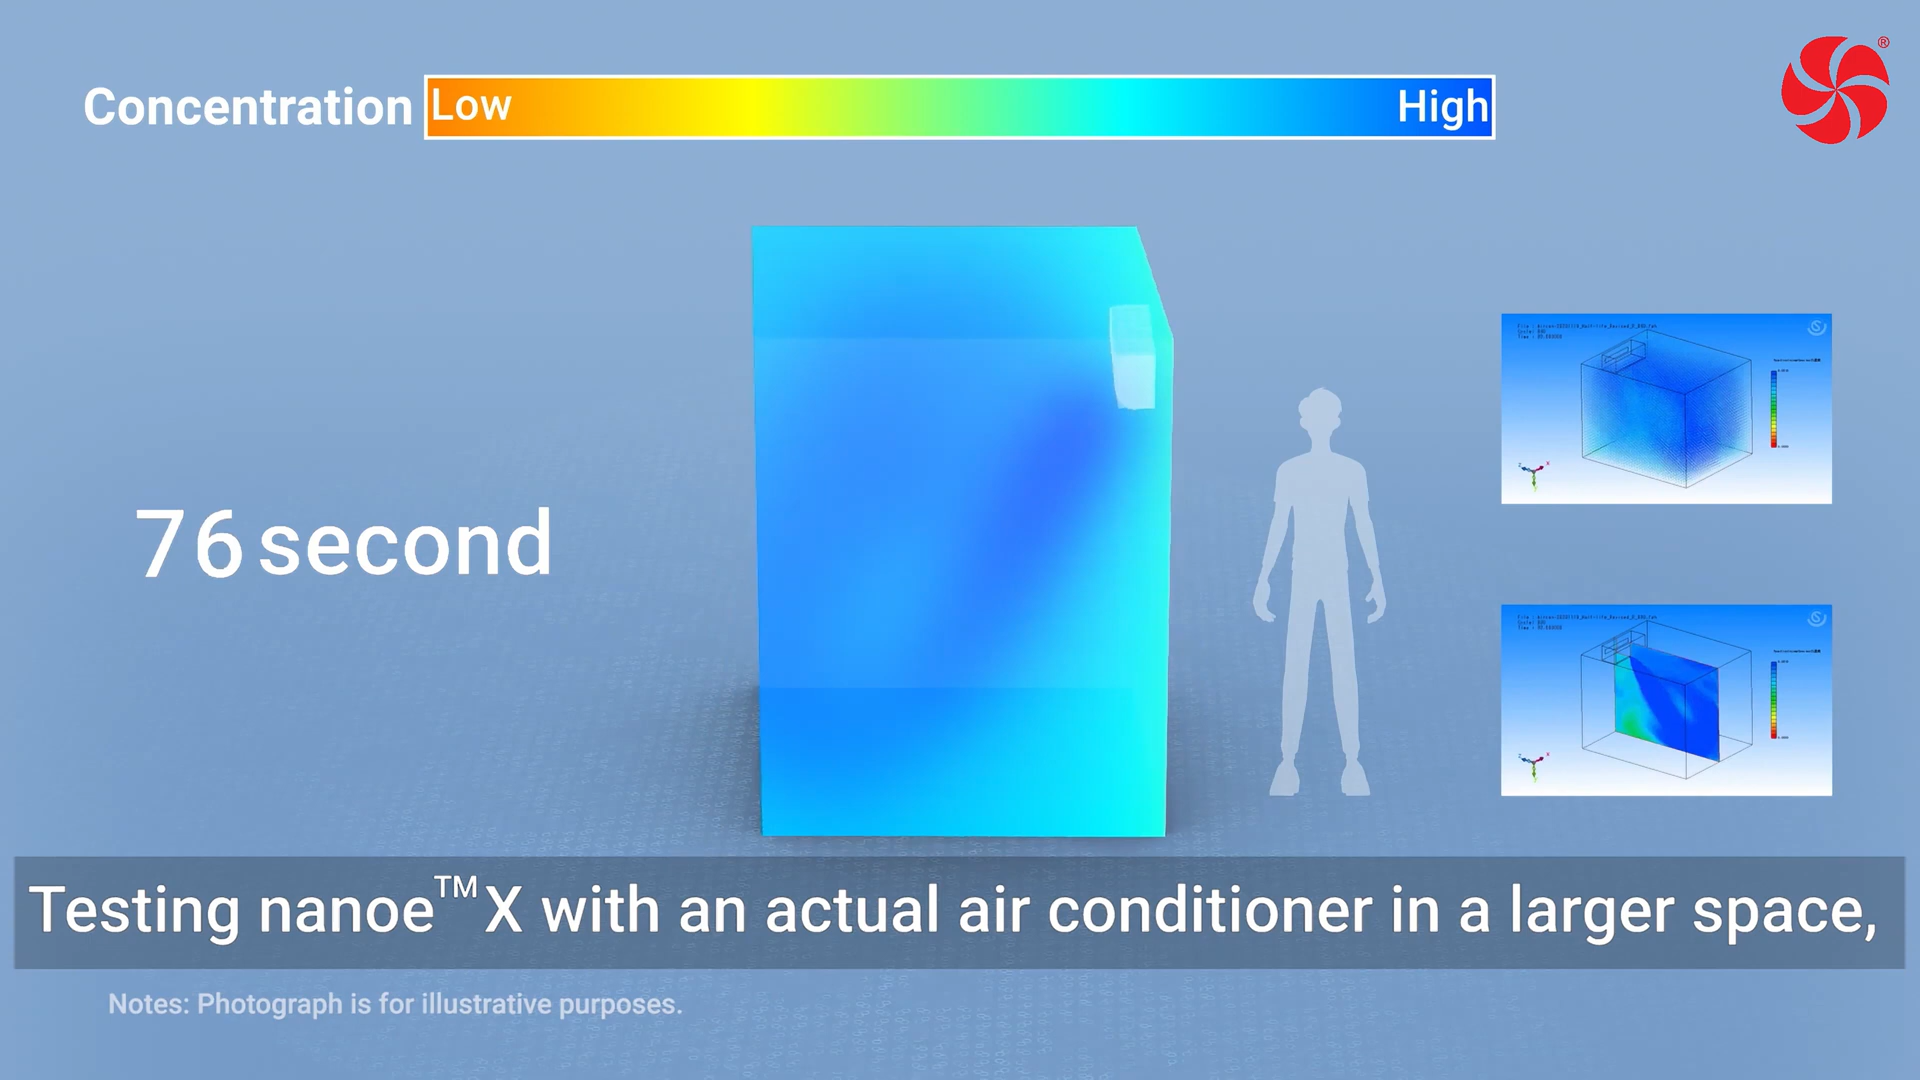 Concentration Low High
®
76 second
Testing nanoe™X with an actual air conditioner in a larger space,
Notes: Photograph is for illustrative purposes.